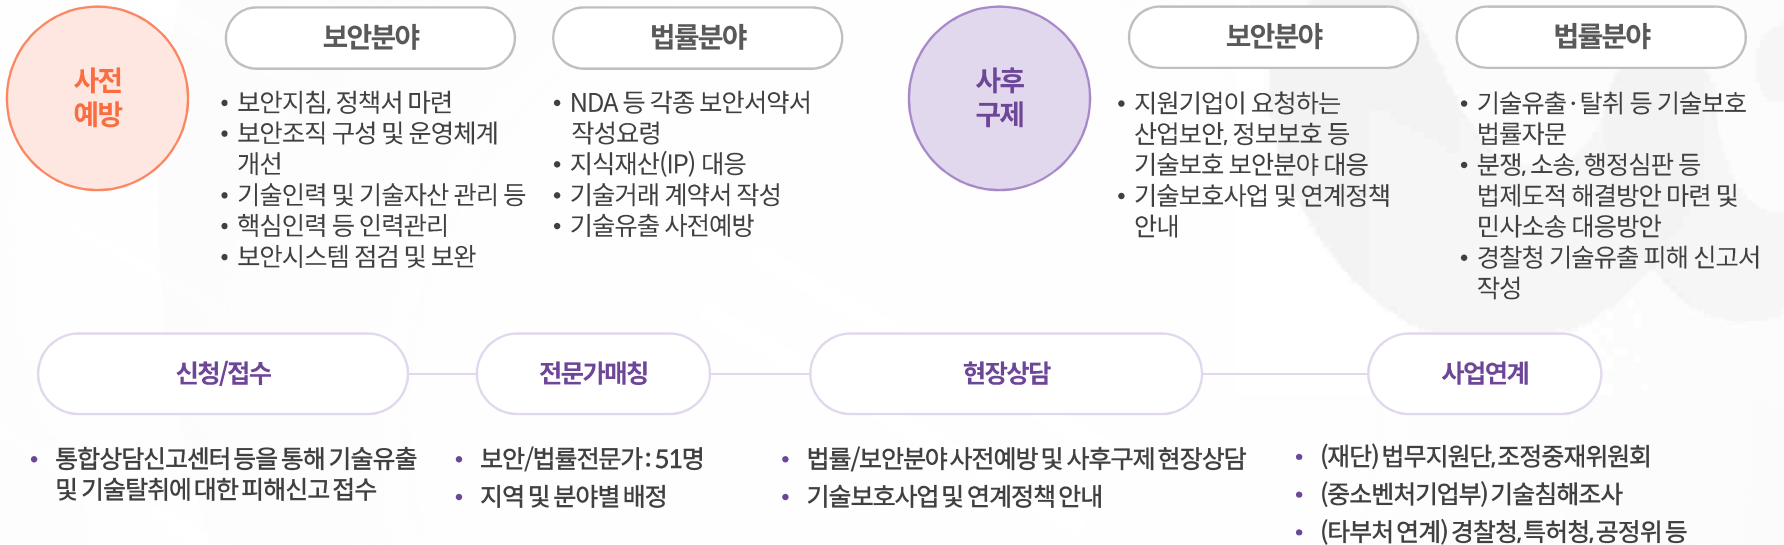 사전
예방
보안분야
• 보안지침, 정책서 마련
• 보안조직 구성 및 운영체계
개선
• 기술인력 및 기술자산 관리 등
• 핵심인력 등 인력관리
• 보안시스템 점검 및 보완
법률분야
• NDA 등 각종 보안서약서
작성요령
• 지식재산(IP) 대응
• 기술거래 계약서 작성
• 기술유출 사전예방
사후
구제
보안분야
• 지원기업이 요청하는
산업보안, 정보보호 등
기술보호 보안분야 대응
• 기술보호사업 및 연계정책
안내
법률분야
• 기술유출·탈취 등 기술보호
법률자문
• 분쟁, 소송, 행정심판 등
법제도적 해결방안 마련 및
민사소송 대응방안
• 경찰청 기술유출 피해 신고서
작성
신청/접수
• 통합상담신고센터 등을 통해 기술유출
및 기술탈취에 대한 피해신고 접수
전문가매칭
• 보안/법률전문가 : 51명
• 지역 및 분야별 배정
현장상담
• 법률/보안분야 사전예방 및 사후구제 현장상담
• 기술보호사업 및 연계정책 안내
사업연계
• (재단) 법무지원단, 조정중재위원회
• (중소벤처기업부) 기술침해조사
• (타부처 연계) 경찰청, 특허청, 공정위 등